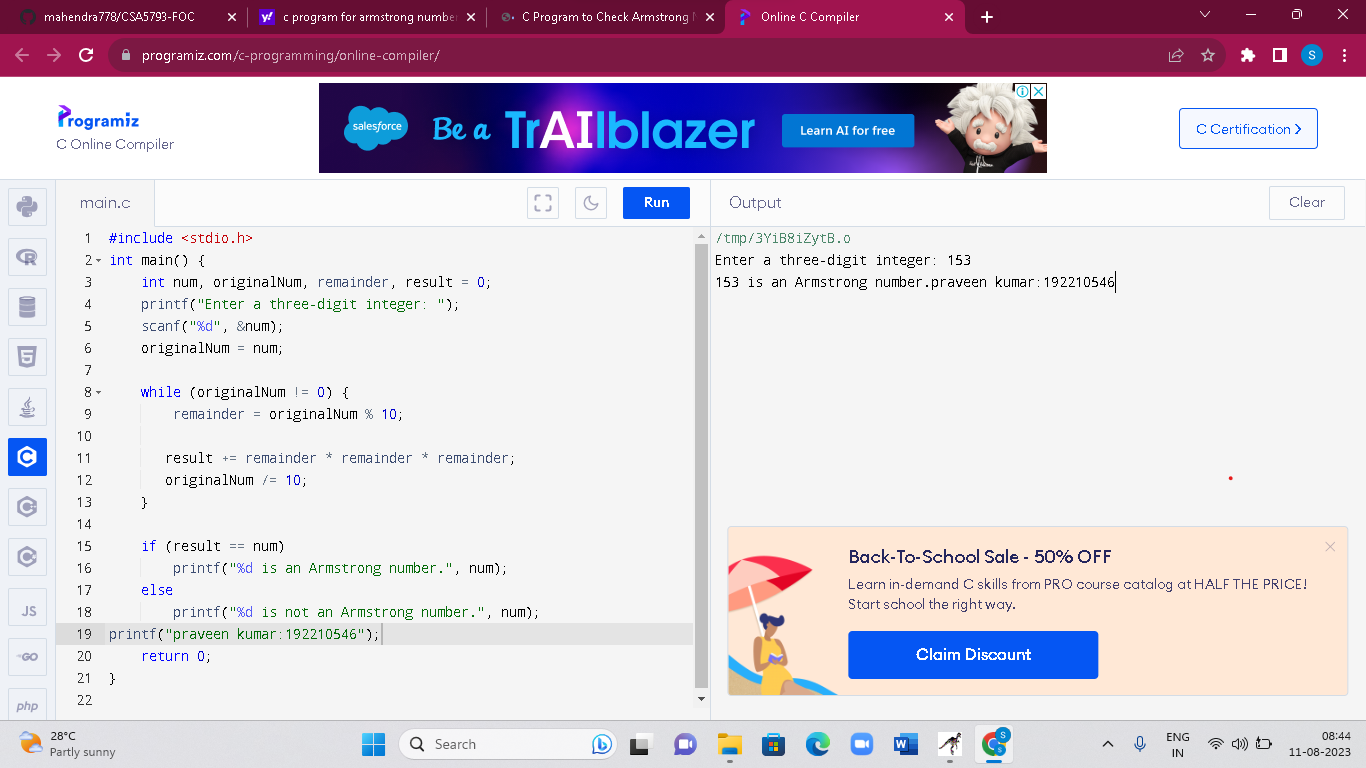 mahendra778/CSA5793-FOC
c program for armstrong number
C Program to Check Armstrong
Online C Compiler
programiz.com/c-programming/online-compiler/
S
Programiz
C Online Compiler
salesforce
Be a TrAIlblazer
Learn AI for free
C Certification
main.c
Run
Output
Clear
1 #include <stdio.h>
2 int main() {
3 int num, originalNum, remainder, result = 0;
4 printf("Enter a three-digit integer: ");
5 scanf("%d", &num);
6 originalNum = num;
7
8 while (originalNum != 0) {
9 remainder = originalNum % 10;
10
11 result += remainder * remainder * remainder;
12 originalNum /= 10;
13 }
14
15 if (result == num)
16 printf("%d is an Armstrong number.", num);
17 else
18 printf("%d is not an Armstrong number.", num);
19 printf("praveen kumar:192210546");
20 return 0;
21 }
22
/tmp/3YiB8iZytB.o
Enter a three-digit integer: 153
153 is an Armstrong number.praveen kumar:192210546
JS
GO
php
Back-To-School Sale - 50% OFF
Learn in-demand C skills from PRO course catalog at HALF THE PRICE!
Start school the right way.
Claim Discount
28°C
Partly sunny
Search
S
ENG
IN
08:44
11-08-2023